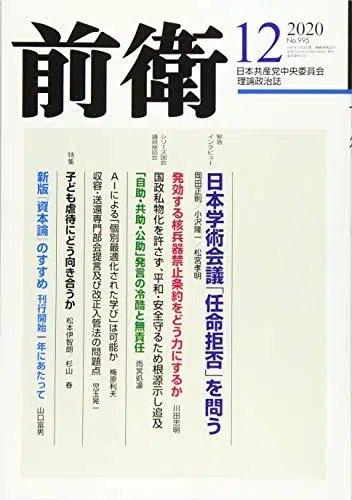 前衛
12 2020
No.995
日本共産党中央委員会
理論政治誌
緊急
インタビュー
日本学術会議「任命拒否」を問う
岡田正則/小沢隆一/松宮孝明
発効する核兵器禁止条約をどう力にするか 川田忠明
シリーズ国会
議員座談会
国政私物化を許さず、平和・安全守るため根源示し追及
「自助・共助・公助」発言の冷酷と無責任 雨宮処凛
AIによる「個別最適化された学び」は可能か 梅原利夫
収容・送還専門部会提言及び改正入管法の問題点 児玉晃一
特集
子ども虐待にどう向き合うか 松本伊智朗/杉山 春
新版『資本論』のすすめ 刊行開始一年にあたって 山口富男